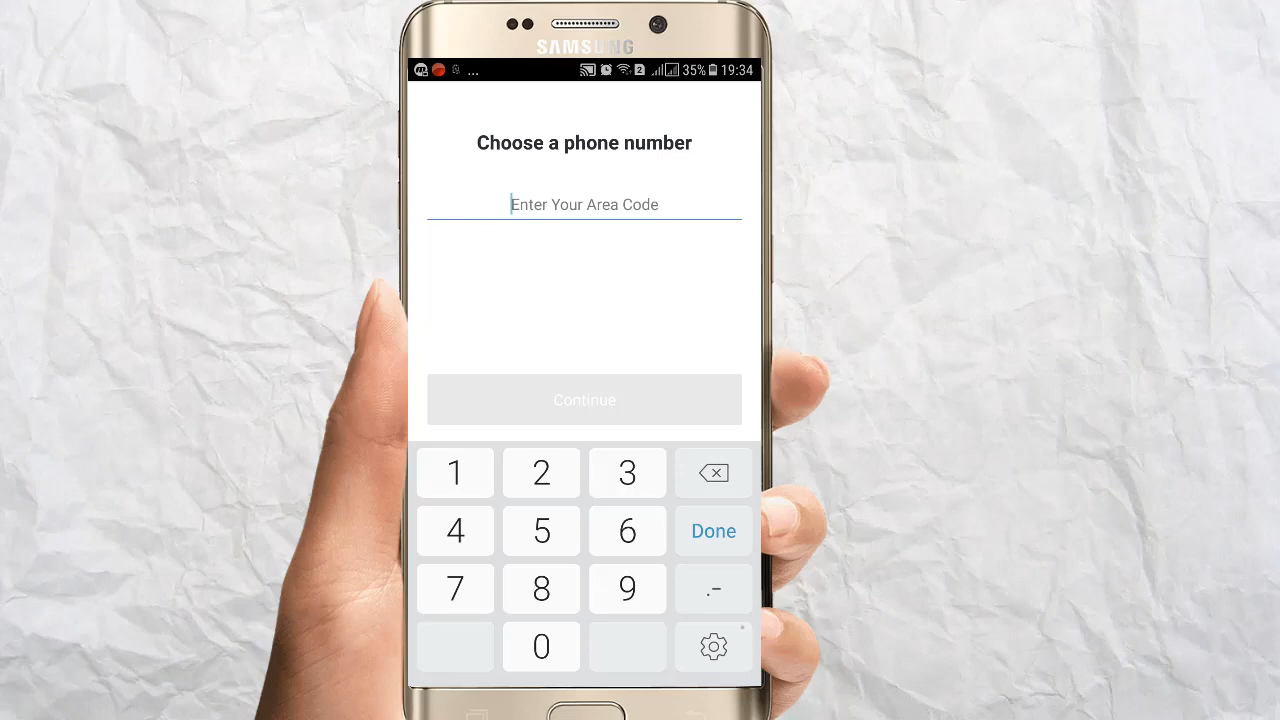 SAMSUNG
... 2 35% 19:34
Choose a phone number
Enter Your Area Code
Continue
1 2 3
4 5 6 Done
7 8 9 .-
0